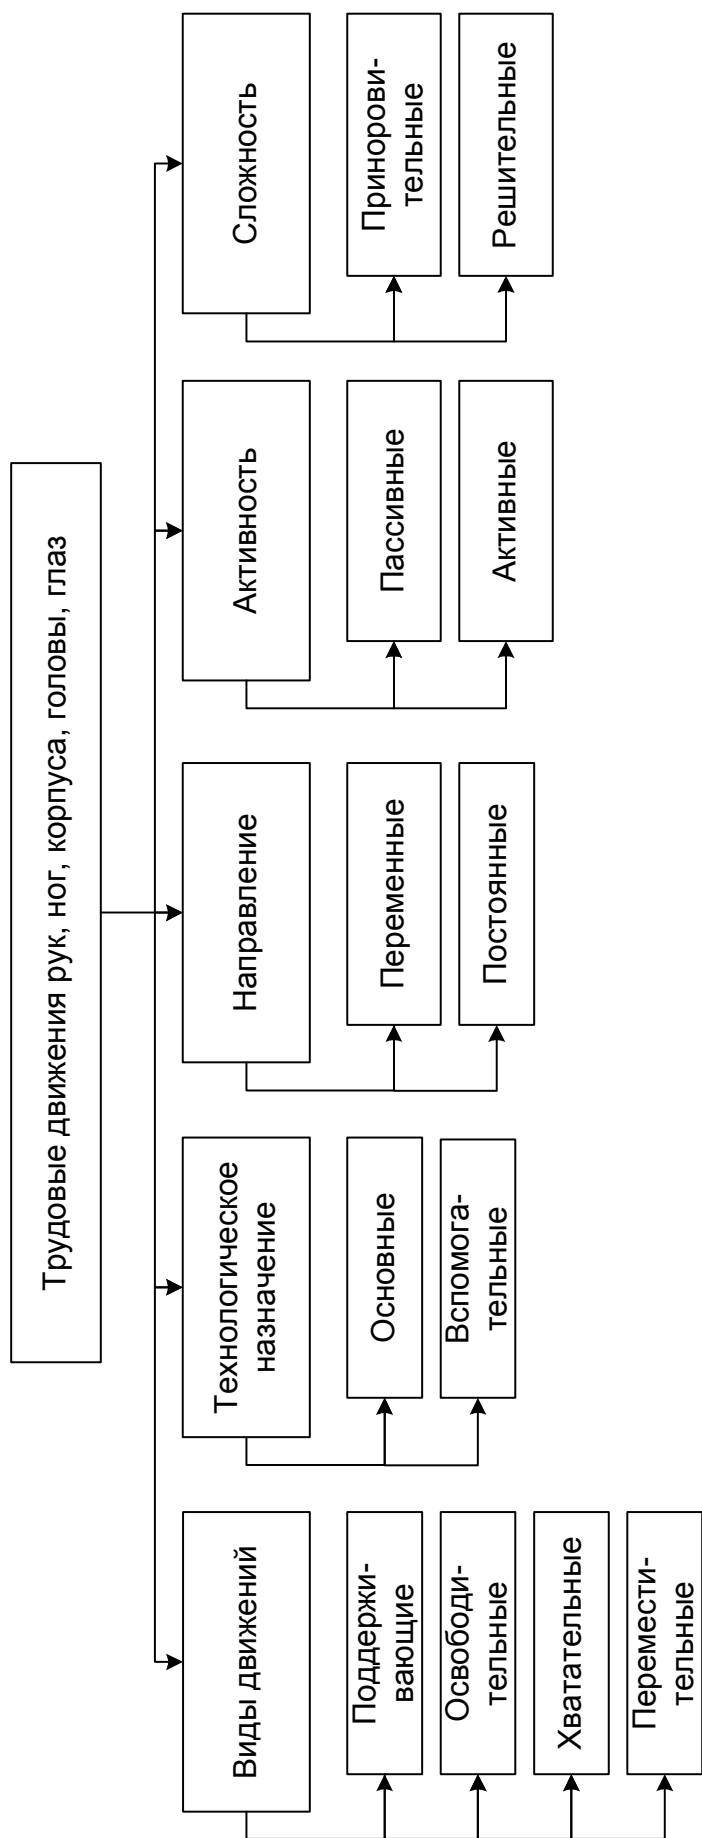 Трудовые движения рук, ног, корпуса, головы, глаз
Виды движений
Поддержи-
вающие
Освободи-
тельные
Хватательные
Перемести-
тельные
Технологическое
назначение
Основные
Вспомога-
тельные
Направление
Переменные
Постоянные
Активность
Пассивные
Активные
Сложность
Принорови-
тельные
Решительные